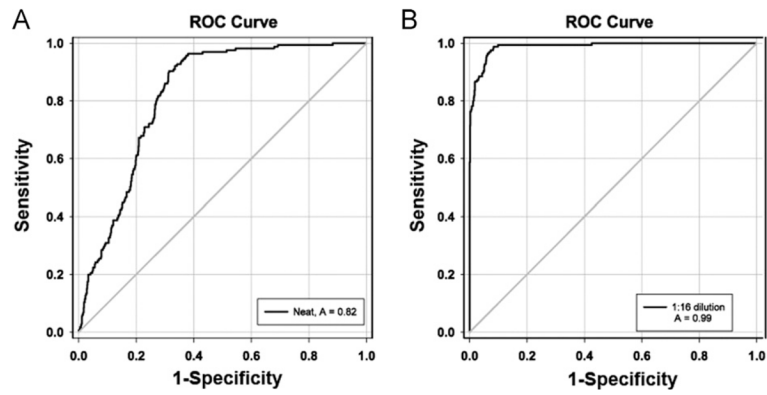 A
ROC Curve
1.0
0.8
0.6
0.4
0.2
0.0
Sensitivity
Neat, A = 0.82
0.0 0.2 0.4 0.6 0.8 1.0
1-Specificity
B
ROC Curve
1.0
0.8
0.6
0.4
0.2
0.0
Sensitivity
1:16 dilution
A = 0.99
0.0 0.2 0.4 0.6 0.8 1.0
1-Specificity